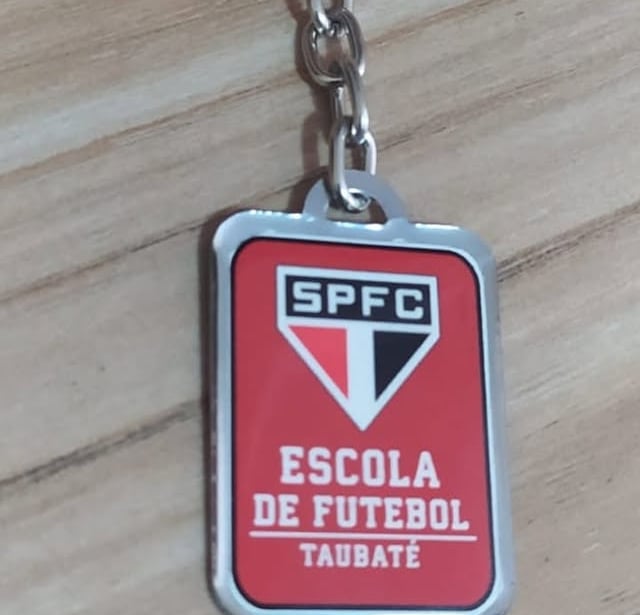 SPFC
ESCOLA
DE FUTEBOL
TAUBATÉ